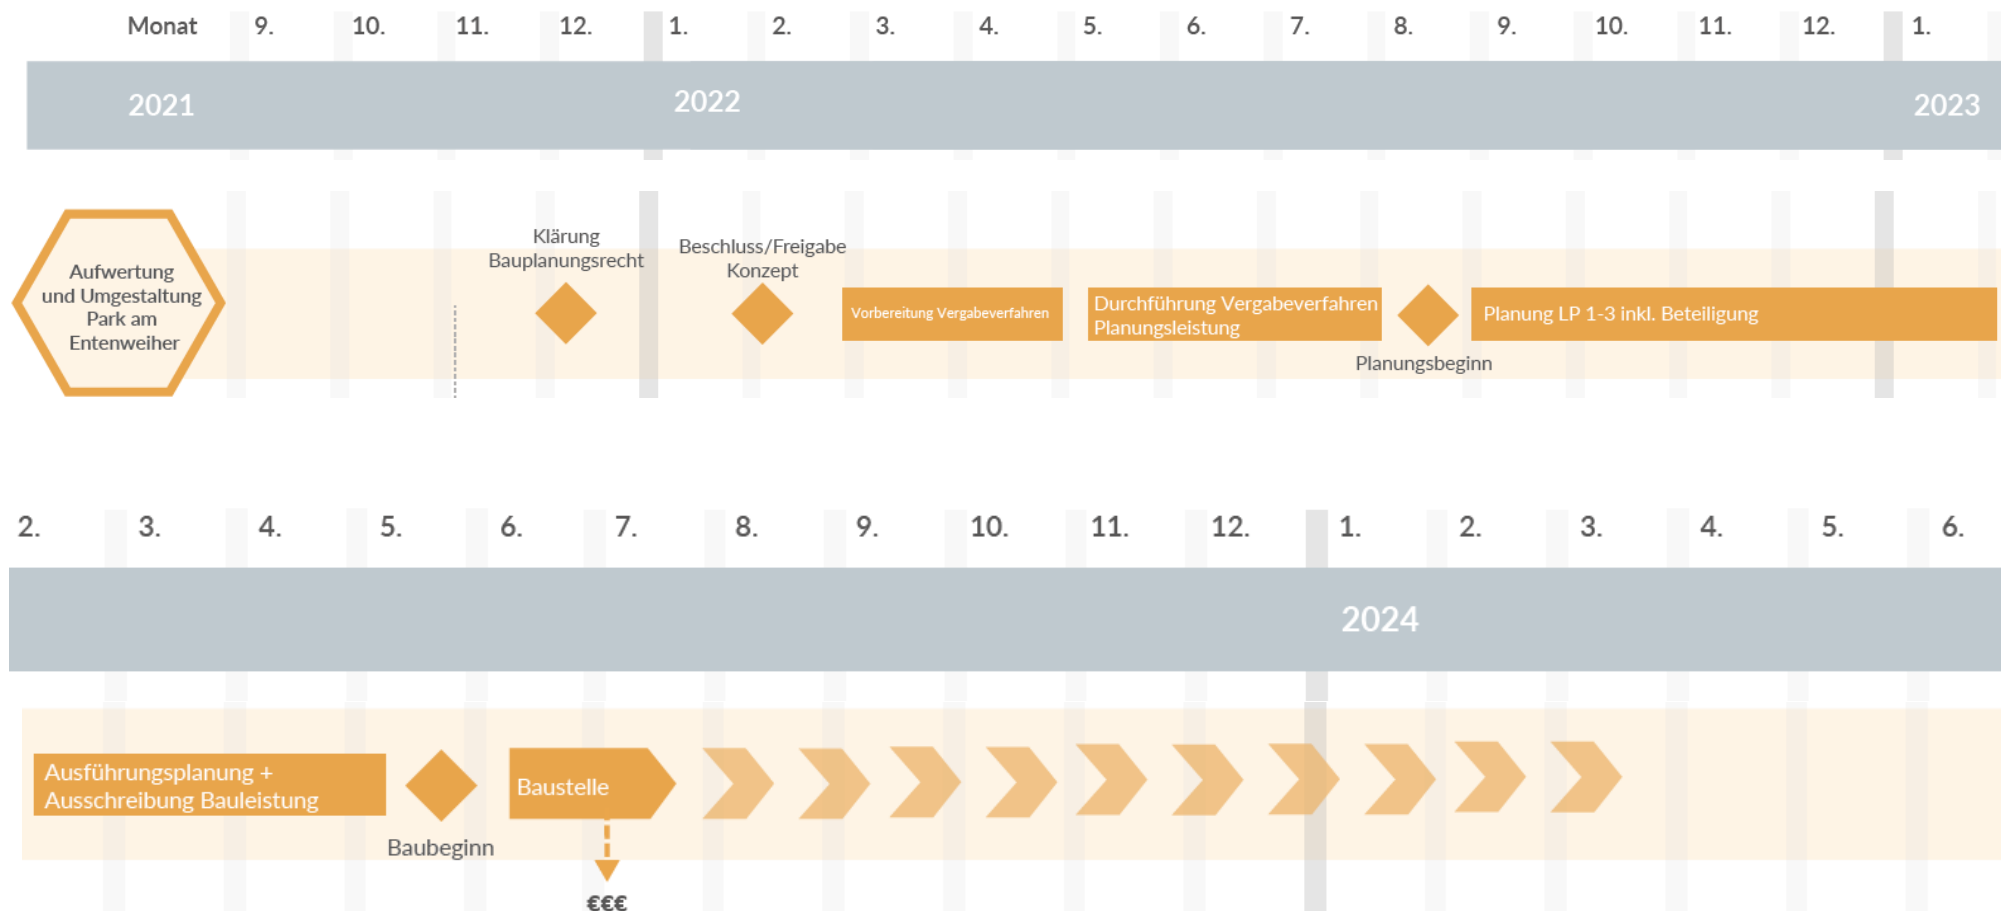 Monat 9. 10. 11. 12. 1. 2. 3. 4. 5. 6. 7. 8. 9. 10. 11. 12. 1.
2021 2022 2023
Aufwertung
und Umgestaltung
Park am
Entenweiher
Klärung
Bauplanungsrecht
Beschluss/Freigabe
Konzept
Vorbereitung Vergabeverfahren
Durchführung Vergabeverfahren
Planungsleistung
Planungsbeginn
Planung LP 1-3 inkl. Beteiligung
2. 3. 4. 5. 6. 7. 8. 9. 10. 11. 12. 1. 2. 3. 4. 5. 6.
2024
Ausführungsplanung +
Ausschreibung Bauleistung
Baubeginn
Baustelle
€€€